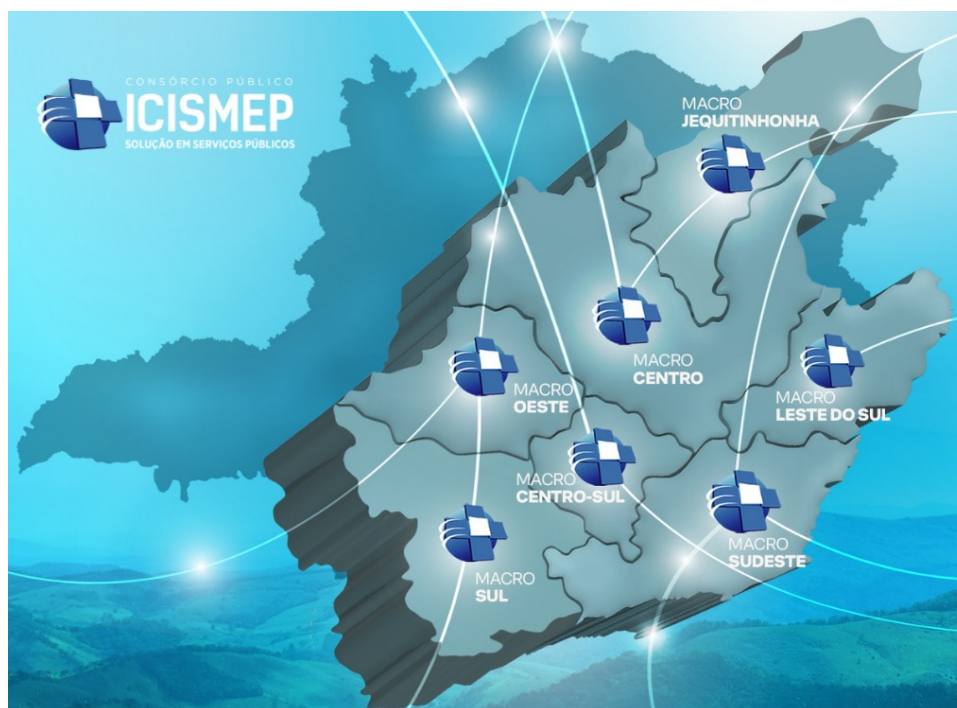 CONSÓRCIO PÚBLICO
ICISMEP
SOLUÇÃO EM SERVIÇOS PÚBLICOS
MACRO
JEQUITINHONHA
MACRO
CENTRO
MACRO
OESTE
MACRO
LESTE DO SUL
MACRO
CENTRO-SUL
MACRO
SUDESTE
MACRO
SUL